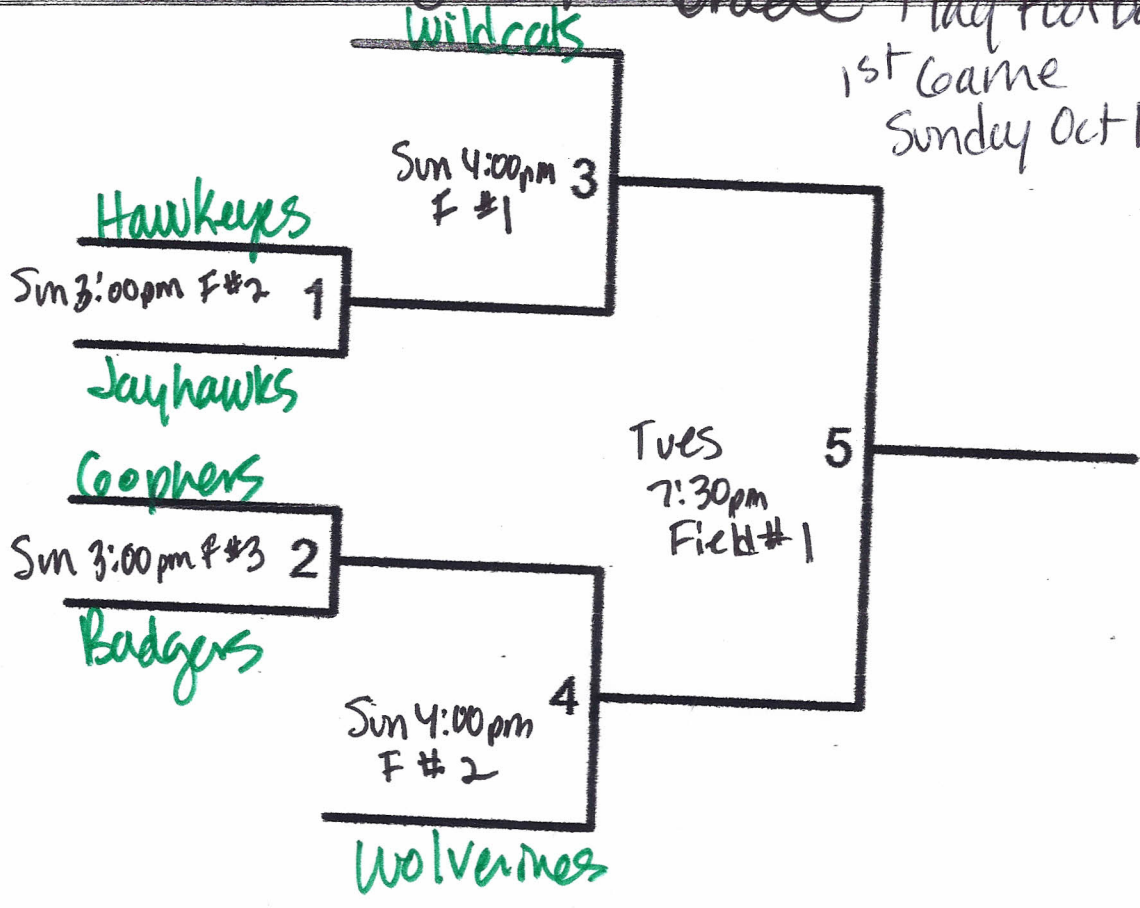 Wildcats
1st Game
Sunday Oct
Sun 4:00pm 3
F #1
Hawkeyes
Sun 3:00pm F#2 1
Jayhawks
Gophers
Sun 3:00pm F#3 2
Badgers
Tues 5
7:30pm
Field #1
4
Sun 4:00pm
F #2
Wolverines